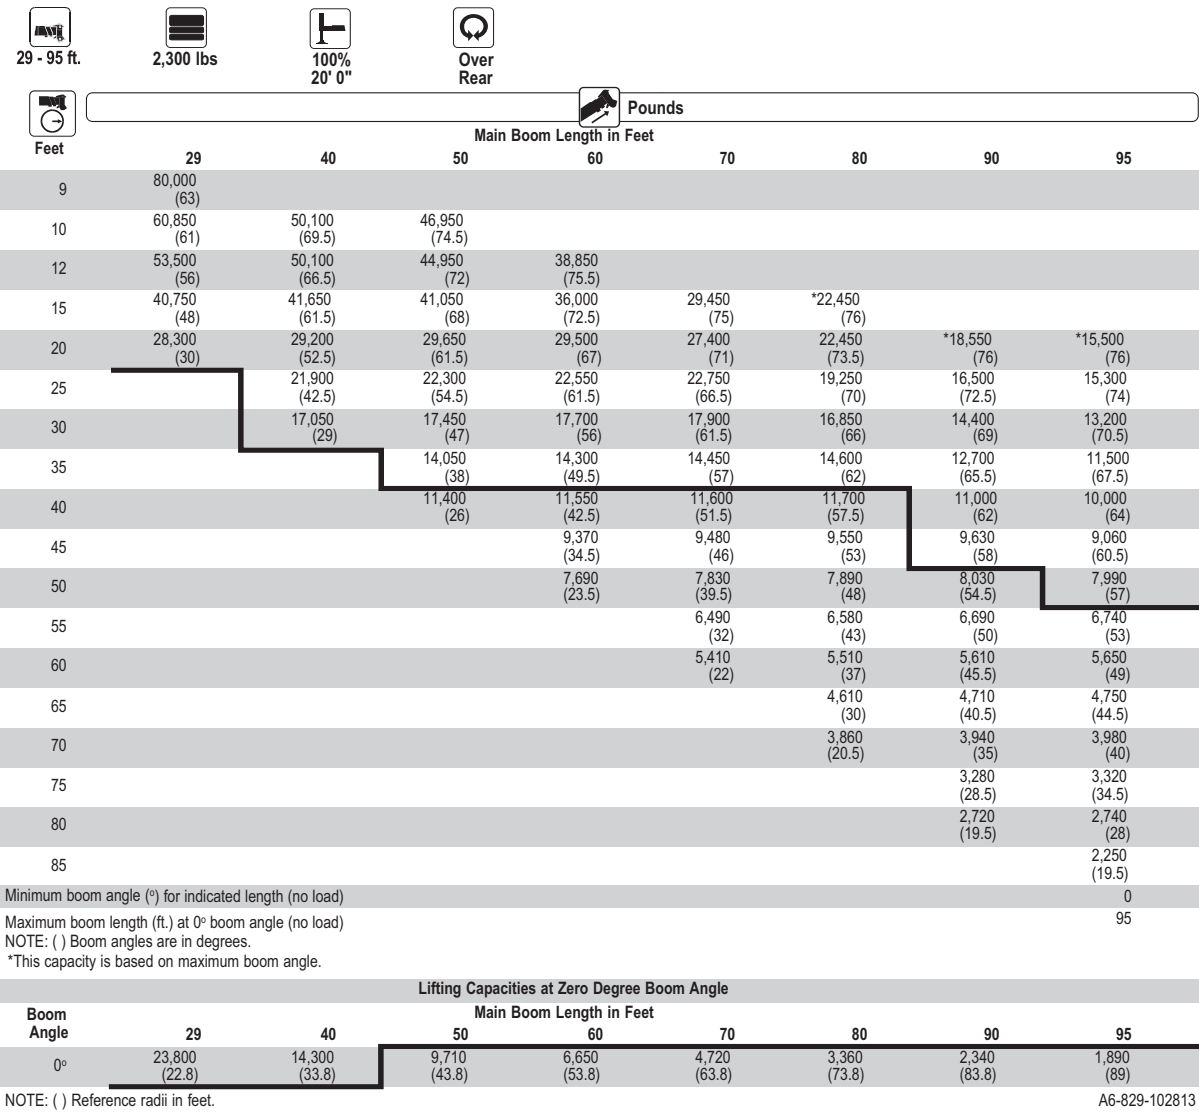 29 - 95 ft. 2,300 lbs 100% Over
20' 0" Rear
Pounds
Feet Main Boom Length in Feet
29 40 50 60 70 80 90 95
9 80,000
(63)
10 60,850 50,100 46,950
(61) (69.5) (74.5)
12 53,500 50,100 44,950 38,850
(56) (66.5) (72) (75.5)
15 40,750 41,650 41,050 36,000 29,450 *22,450
(48) (61.5) (68) (72.5) (75) (76)
20 28,300 29,200 29,650 29,500 27,400 22,450 *18,550 *15,500
(30) (52.5) (61.5) (67) (71) (73.5) (76) (76)
25 21,900 22,300 22,550 22,750 19,250 16,500 15,300
(42.5) (54.5) (61.5) (66.5) (70) (72.5) (74)
30 17,050 17,450 17,700 17,900 16,850 14,400 13,200
(29) (47) (56) (61.5) (66) (69) (70.5)
35 14,050 14,300 14,450 14,600 12,700 11,500
(38) (49.5) (57) (62) (65.5) (67.5)
40 11,400 11,550 11,600 11,700 11,000 10,000
(26) (42.5) (51.5) (57.5) (62) (64)
45 9,370 9,480 9,550 9,630 9,060
(34.5) (46) (53) (58) (60.5)
50 7,690 7,830 7,890 8,030 7,990
(23.5) (39.5) (48) (54.5) (57)
55 6,490 6,580 6,690 6,740
(32) (43) (50) (53)
60 5,410 5,510 5,610 5,650
(22) (37) (45.5) (49)
65 4,610 4,710 4,750
(30) (40.5) (44.5)
70 3,860 3,940 3,980
(20.5) (35) (40)
75 3,280 3,320
(28.5) (34.5)
80 2,720 2,740
(19.5) (28)
85 2,250
(19.5)
Minimum boom angle (º) for indicated length (no load) 0
Maximum boom length (ft.) at 0º boom angle (no load) 95
NOTE: ( ) Boom angles are in degrees.
*This capacity is based on maximum boom angle.
Lifting Capacities at Zero Degree Boom Angle
Boom Main Boom Length in Feet
Angle 29 40 50 60 70 80 90 95
0º 23,800 14,300 9,710 6,650 4,720 3,360 2,340 1,890
(22.8) (33.8) (43.8) (53.8) (63.8) (73.8) (83.8) (89)
NOTE: ( ) Reference radii in feet. A6-829-102813